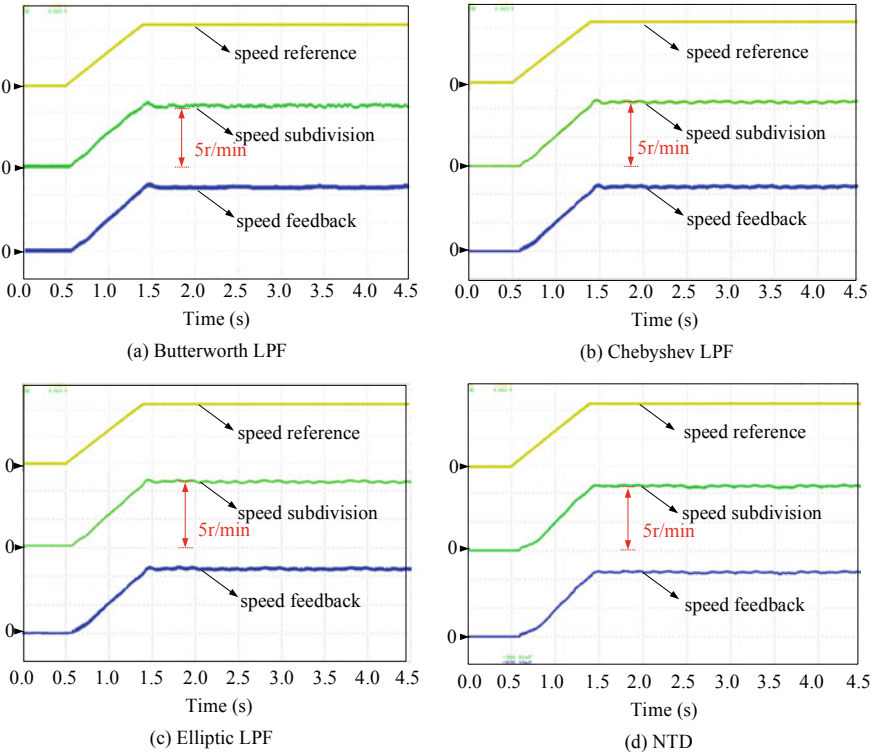 speed reference
0
speed subdivision
5r/min
0
speed feedback
0
0.0 0.5 1.0 1.5 2.0 2.5 3.0 3.5 4.0 4.5
Time (s)
(a) Butterworth LPF
speed reference
0
speed subdivision
5r/min
0
speed feedback
0
0.0 0.5 1.0 1.5 2.0 2.5 3.0 3.5 4.0 4.5
Time (s)
(b) Chebyshev LPF
speed reference
0
speed subdivision
5r/min
0
speed feedback
0
0.0 0.5 1.0 1.5 2.0 2.5 3.0 3.5 4.0 4.5
Time (s)
(c) Elliptic LPF
speed reference
0
speed subdivision
5r/min
0
speed feedback
0
0.0 0.5 1.0 1.5 2.0 2.5 3.0 3.5 4.0 4.5
Time (s)
(d) NTD